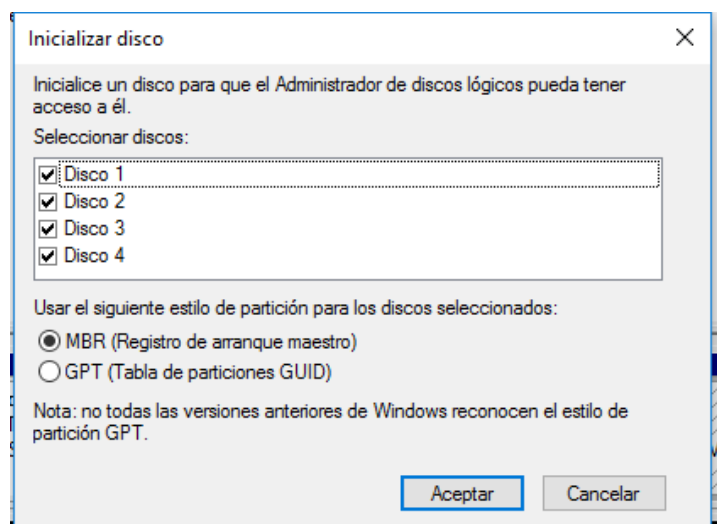 Inicializar disco
Inicialice un disco para que el Administrador de discos lógicos pueda tener
acceso a él.
Seleccionar discos:
Disco 1
Disco 2
Disco 3
Disco 4
Usar el siguiente estilo de partición para los discos seleccionados:
MBR (Registro de arranque maestro)
GPT (Tabla de particiones GUID)
Nota: no todas las versiones anteriores de Windows reconocen el estilo de
partición GPT.
Aceptar
Cancelar